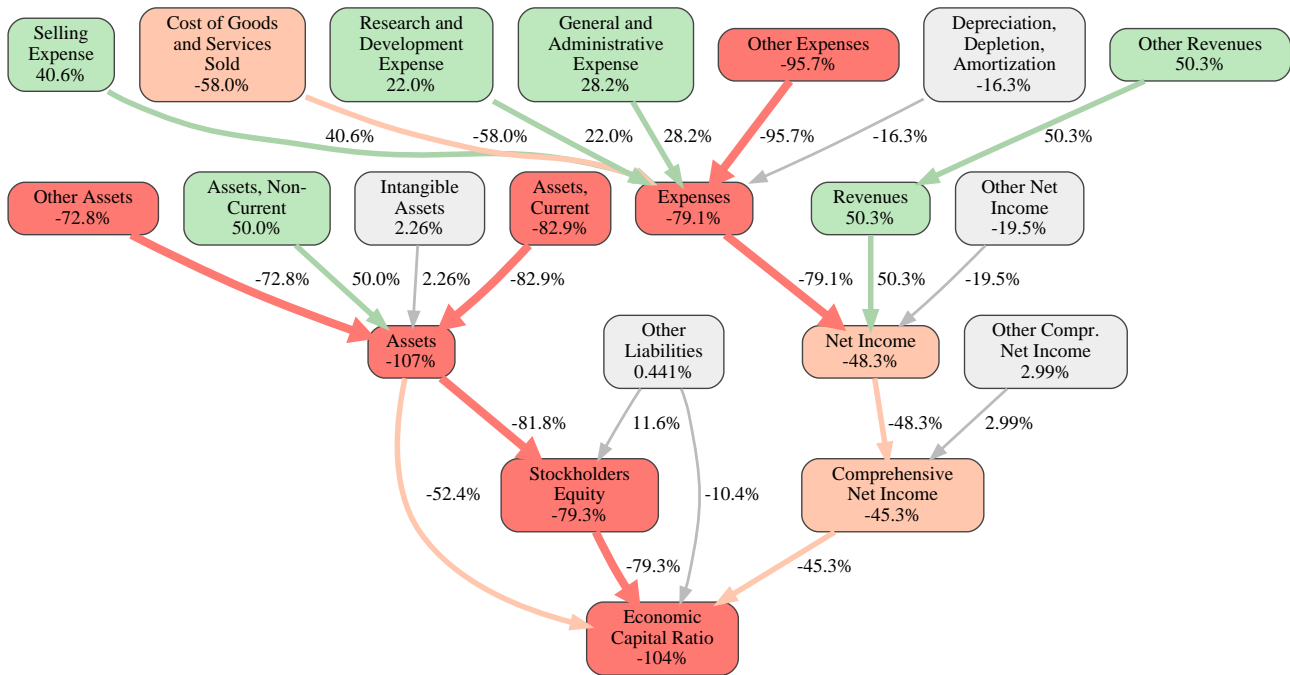 Selling
Expense
40.6%
Cost of Goods
and Services
Sold
-58.0%
Research and
Development
Expense
22.0%
General and
Administrative
Expense
28.2%
Other Expenses
-95.7%
Depreciation,
Depletion,
Amortization
-16.3%
Other Revenues
50.3%
40.6%
-58.0%
22.0%
28.2%
-95.7%
-16.3%
50.3%
Other Assets
-72.8%
Assets, Non-
Current
50.0%
Intangible
Assets
2.26%
Assets,
Current
-82.9%
Expenses
-79.1%
Revenues
50.3%
Other Net
Income
-19.5%
-72.8%
50.0%
2.26%
-82.9%
-79.1%
50.3%
-19.5%
Assets
-107%
Other
Liabilities
0.441%
Net Income
-48.3%
Other Compr.
Net Income
2.99%
-81.8%
11.6%
-48.3%
2.99%
-52.4%
Stockholders
Equity
-79.3%
-10.4%
Comprehensive
Net Income
-45.3%
-79.3%
-45.3%
Economic
Capital Ratio
-104%